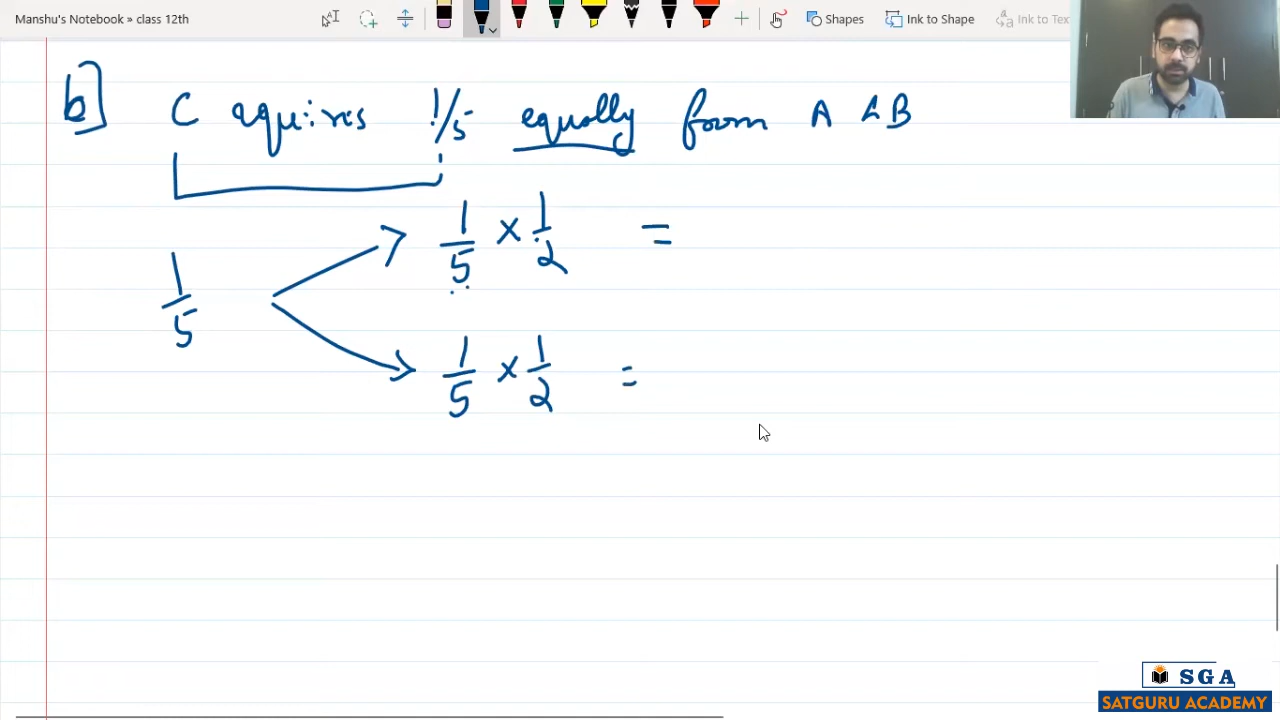 Manshu's Notebook » class 12th
Shapes
Ink to Shape
Ink to Tex
b] C aquires 1/5 equally from A & B
1/5 × 1/2 =
1/5
1/5 × 1/2 =
SGA
SATGURU ACADEMY